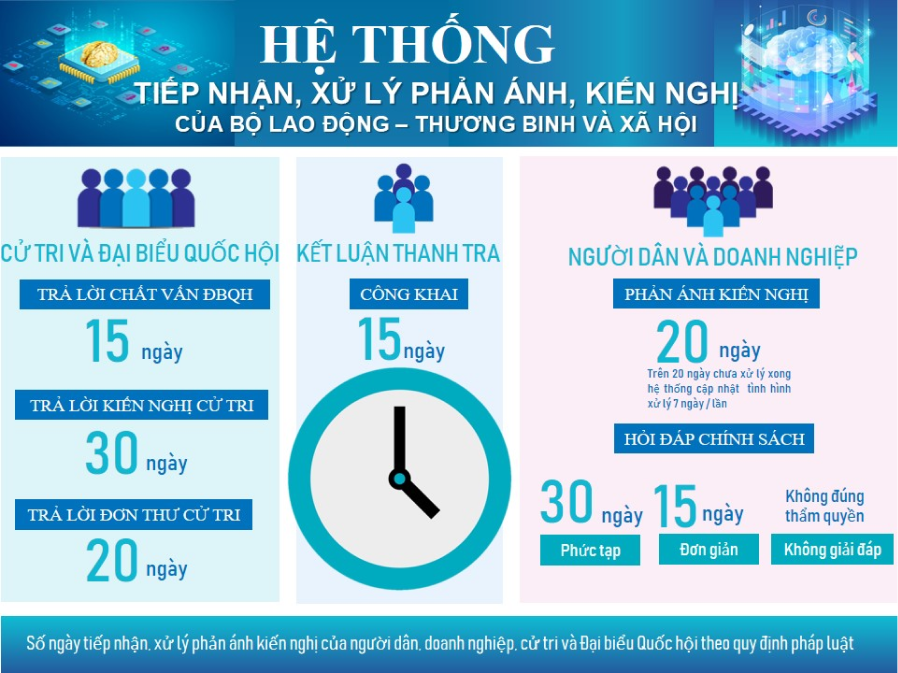 HỆ THỐNG
TIẾP NHẬN, XỬ LÝ PHẢN ÁNH, KIẾN NGHỊ
CỦA BỘ LAO ĐỘNG – THƯƠNG BINH VÀ XÃ HỘI
CỬ TRI VÀ ĐẠI BIỂU QUỐC HỘI
TRẢ LỜI CHẤT VẤN ĐBQH
15 ngày
TRẢ LỜI KIẾN NGHỊ CỬ TRI
30 ngày
TRẢ LỜI ĐƠN THƯ CỬ TRI
20 ngày
KẾT LUẬN THANH TRA
CÔNG KHAI
15 ngày
NGƯỜI DÂN VÀ DOANH NGHIỆP
PHẢN ÁNH KIẾN NGHỊ
20 ngày
Trên 20 ngày chưa xử lý xong
hệ thống cập nhật tình hình
xử lý 7 ngày / lần
HỎI ĐÁP CHÍNH SÁCH
30 ngày
Phức tạp
15 ngày
Đơn giản
Không đúng
thẩm quyền
Không giải đáp
Số ngày tiếp nhận, xử lý phản ánh kiến nghị của người dân, doanh nghiệp, cử tri và Đại biểu Quốc hội theo quy định pháp luật